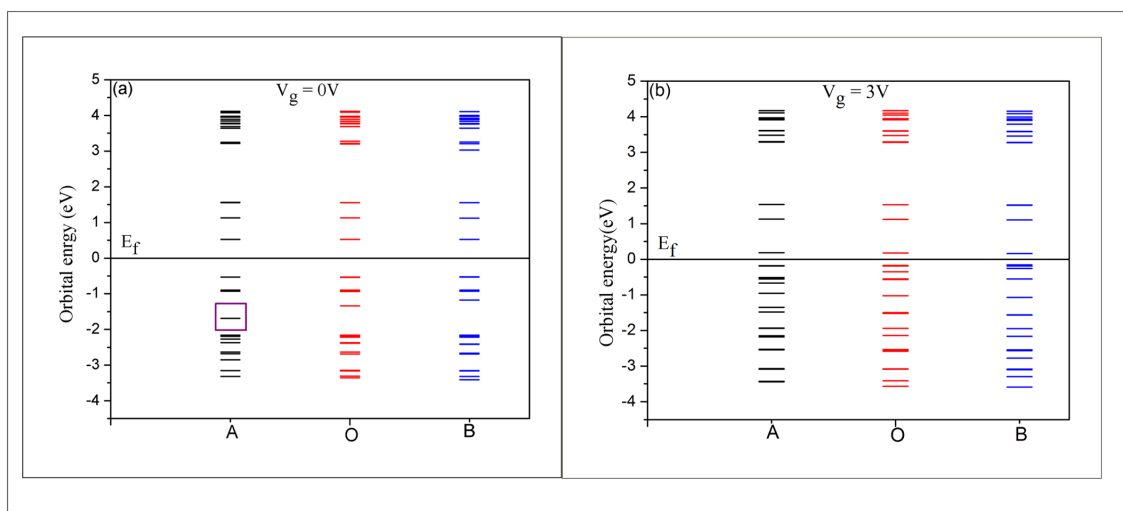 (a)
V_g = 0V
5
4
3
2
1
0
-1
-2
-3
-4
Orbital enrgy (eV)
E_f
A
O
B
(b)
V_g = 3V
5
4
3
2
1
0
-1
-2
-3
-4
Orbital energy(eV)
E_f
A
O
B